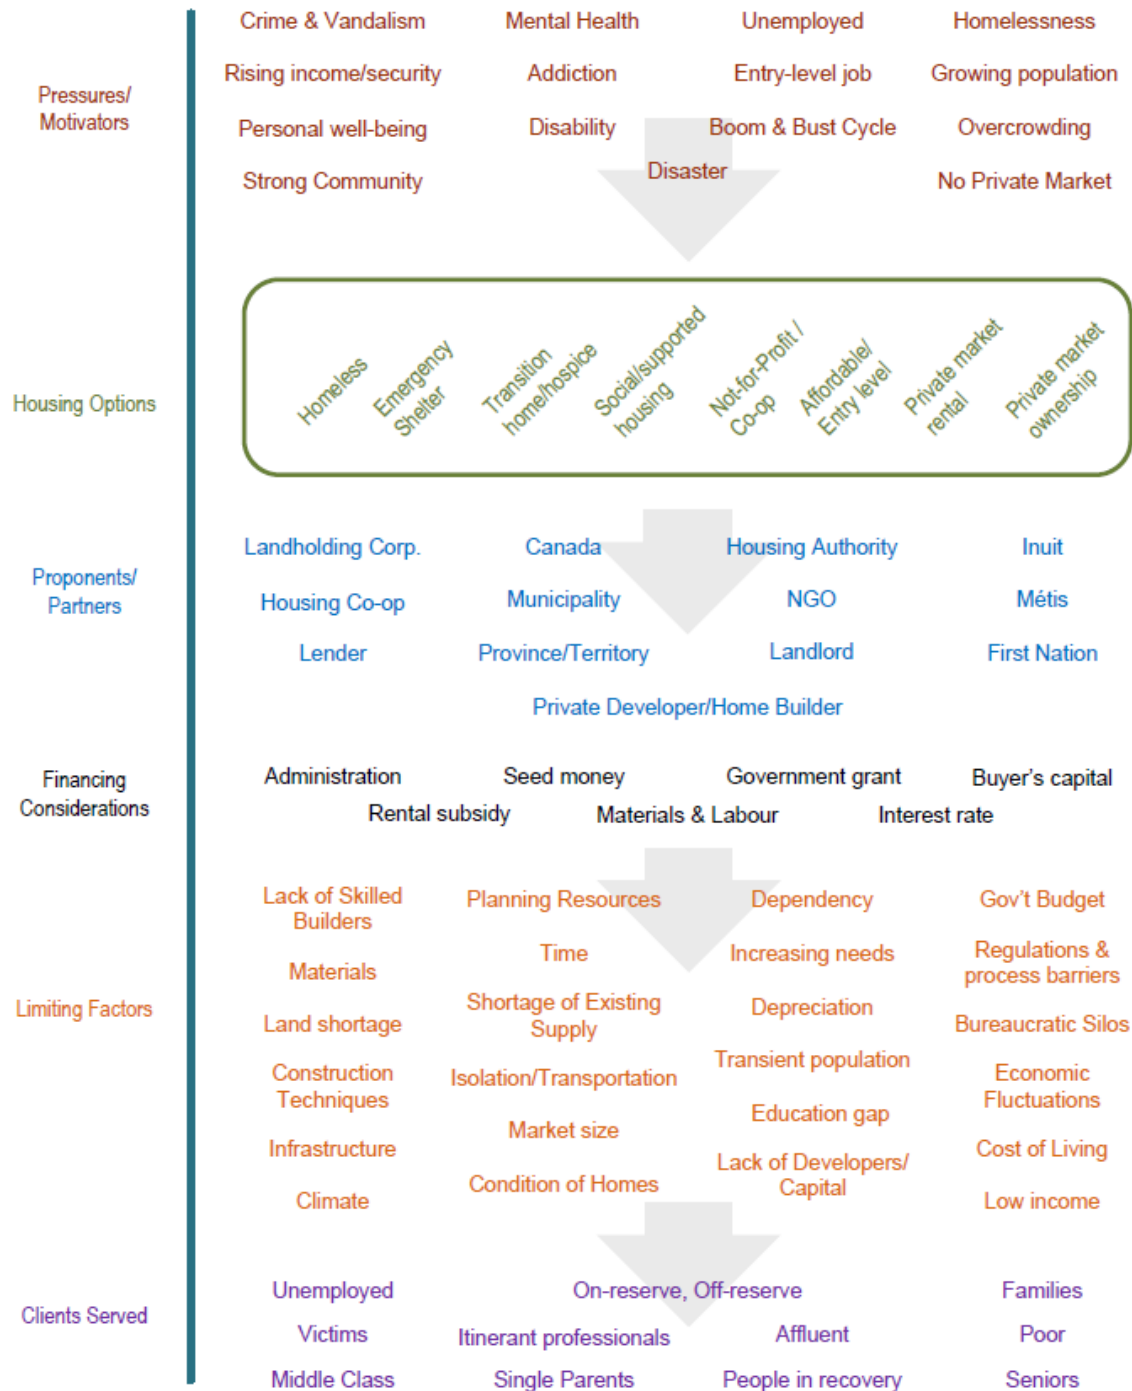 Crime & Vandalism Mental Health Unemployed Homelessness
Rising income/security Addiction Entry-level job Growing population
Pressures/
Motivators
Personal well-being Disability Boom & Bust Cycle Overcrowding
Disaster
Strong Community No Private Market
Housing Options
Homeless
Emergency
Shelter
Transition
home/hospice
Social/supported
housing
Not-for-Profit /
Co-op
Affordable/
Entry level
Private market
rental
Private market
ownership
Proponents/
Partners
Landholding Corp. Canada Housing Authority Inuit
Housing Co-op Municipality NGO Métis
Lender Province/Territory Landlord First Nation
Private Developer/Home Builder
Financing
Considerations
Administration Seed money Government grant Buyer's capital
Rental subsidy Materials & Labour Interest rate
Limiting Factors
Lack of Skilled
Builders
Materials
Land shortage
Construction
Techniques
Infrastructure
Climate
Planning Resources
Time
Shortage of Existing
Supply
Isolation/Transportation
Market size
Condition of Homes
Dependency
Increasing needs
Depreciation
Transient population
Education gap
Lack of Developers/
Capital
Gov't Budget
Regulations &
process barriers
Bureaucratic Silos
Economic
Fluctuations
Cost of Living
Low income
Clients Served
Unemployed On-reserve, Off-reserve Families
Victims Itinerant professionals Affluent Poor
Middle Class Single Parents People in recovery Seniors